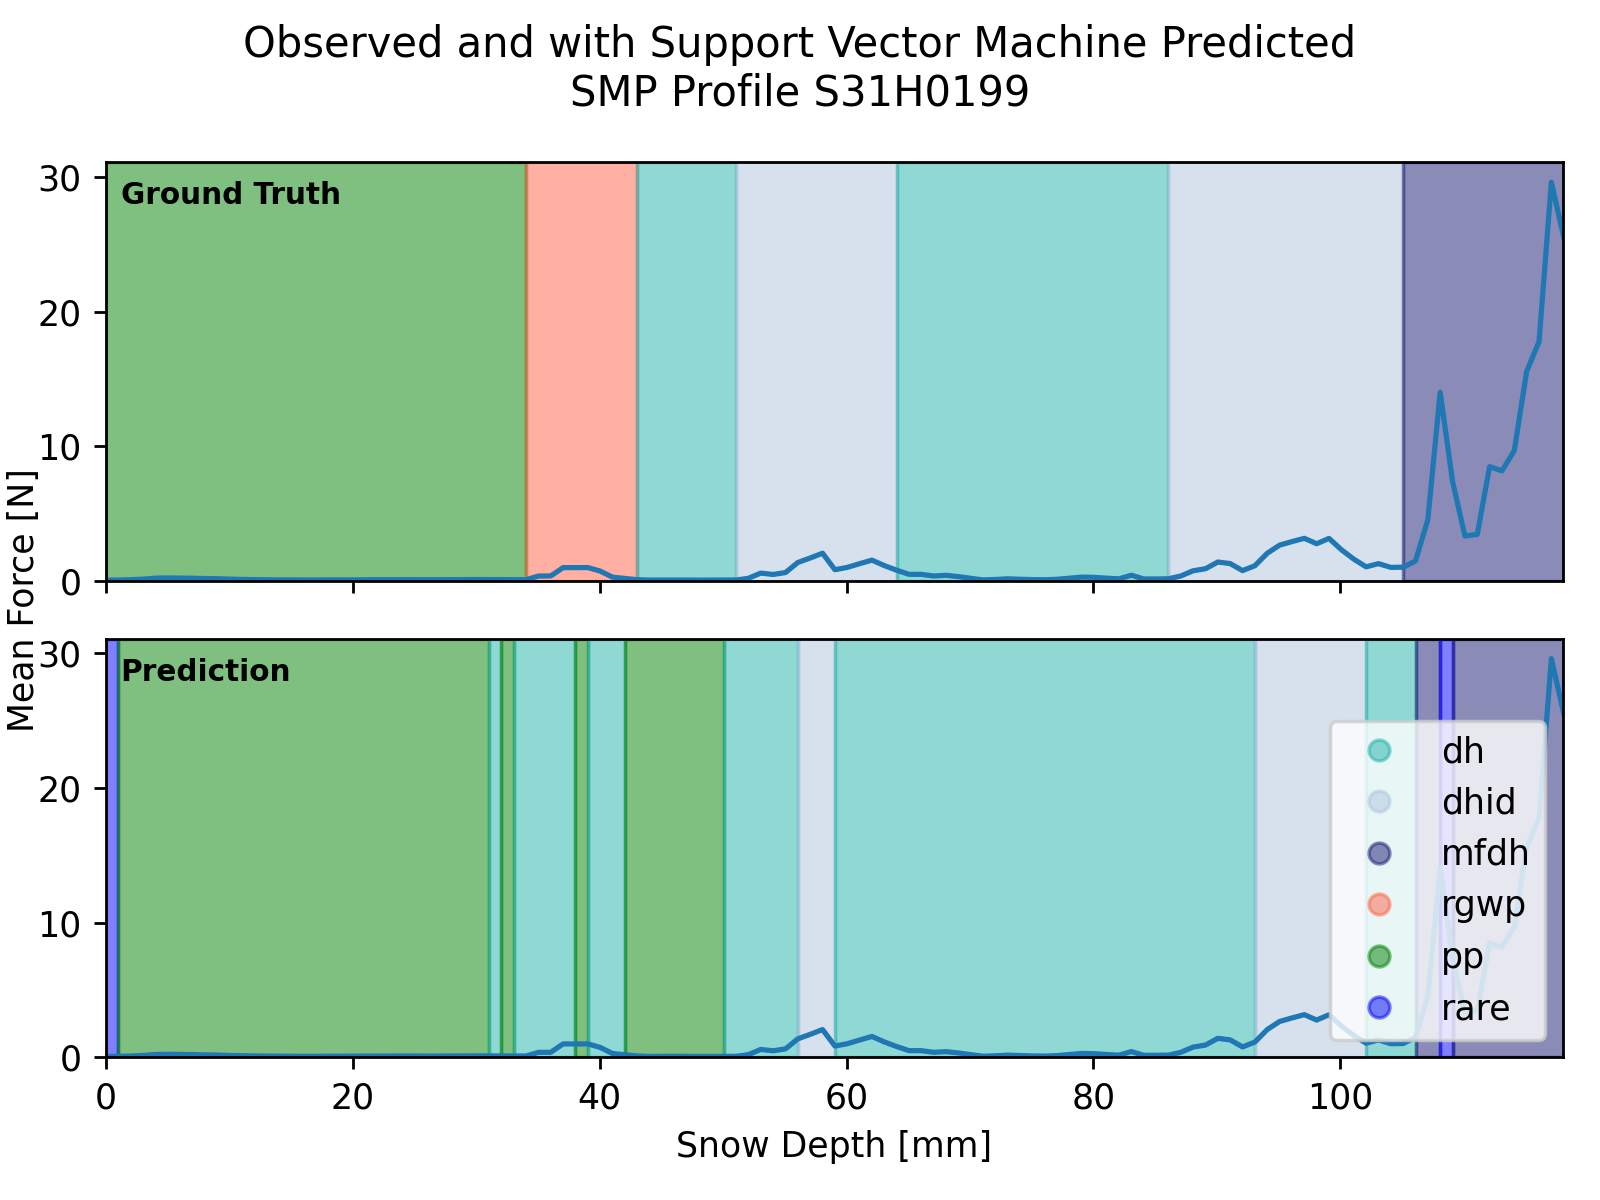 Observed and with Support Vector Machine Predicted
SMP Profile S31H0199
Mean Force [N]
30
20
10
0
Ground Truth
30
20
10
0
Prediction
dh
dhid
mfdh
rgwp
pp
rare
0 20 40 60 80 100
Snow Depth [mm]